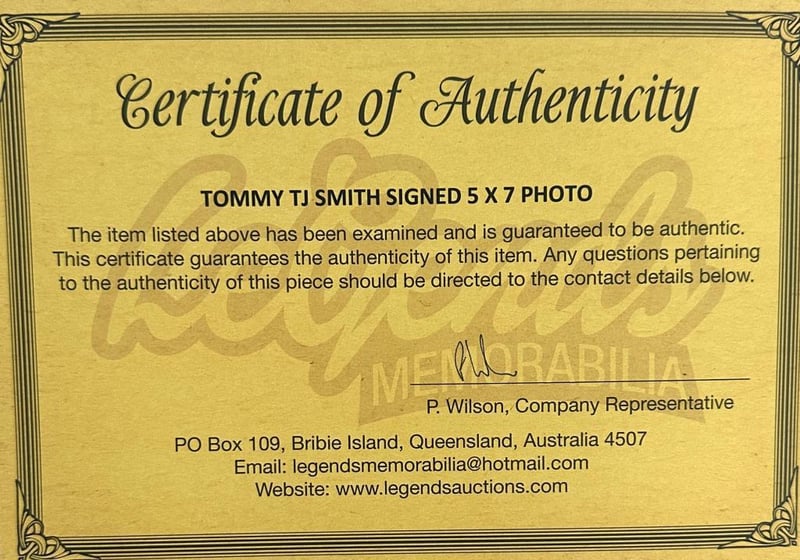 Certificate of Authenticity
TOMMY TJ SMITH SIGNED 5 X 7 PHOTO
The item listed above has been examined and is guaranteed to be authentic.
This certificate guarantees the authenticity of this item. Any questions pertaining
to the authenticity of this piece should be directed to the contact details below.
Legends
MEMORABILIA
P. Wilson, Company Representative
PO Box 109, Bribie Island, Queensland, Australia 4507
Email: legendsmemorabilia@hotmail.com
Website: www.legendsauctions.com